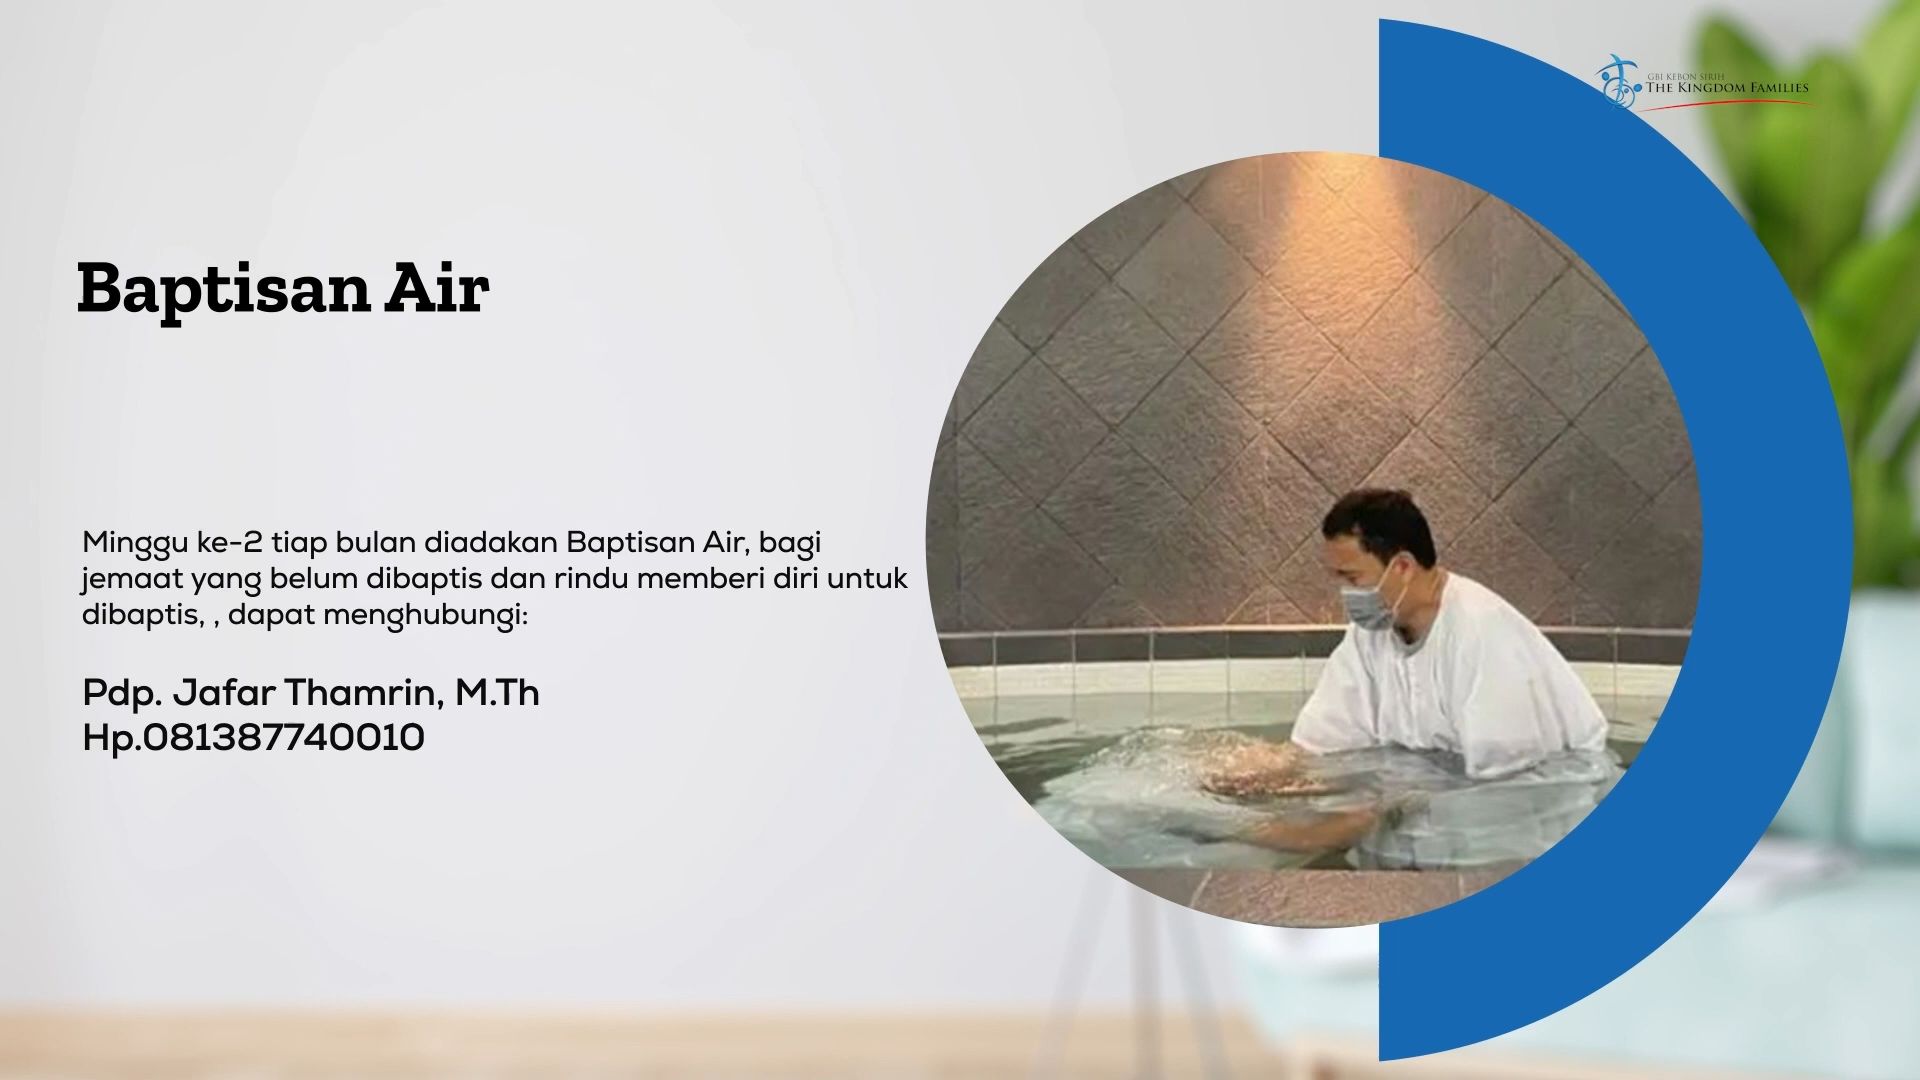 GBI KEBON SIRIH
THE KINGDOM FAMILIES
Baptisan Air
Minggu ke-2 tiap bulan diadakan Baptisan Air, bagi
jemaat yang belum dibaptis dan rindu memberi diri untuk
dibaptis, , dapat menghubungi:
Pdp. Jafar Thamrin, M.Th
Hp.081387740010